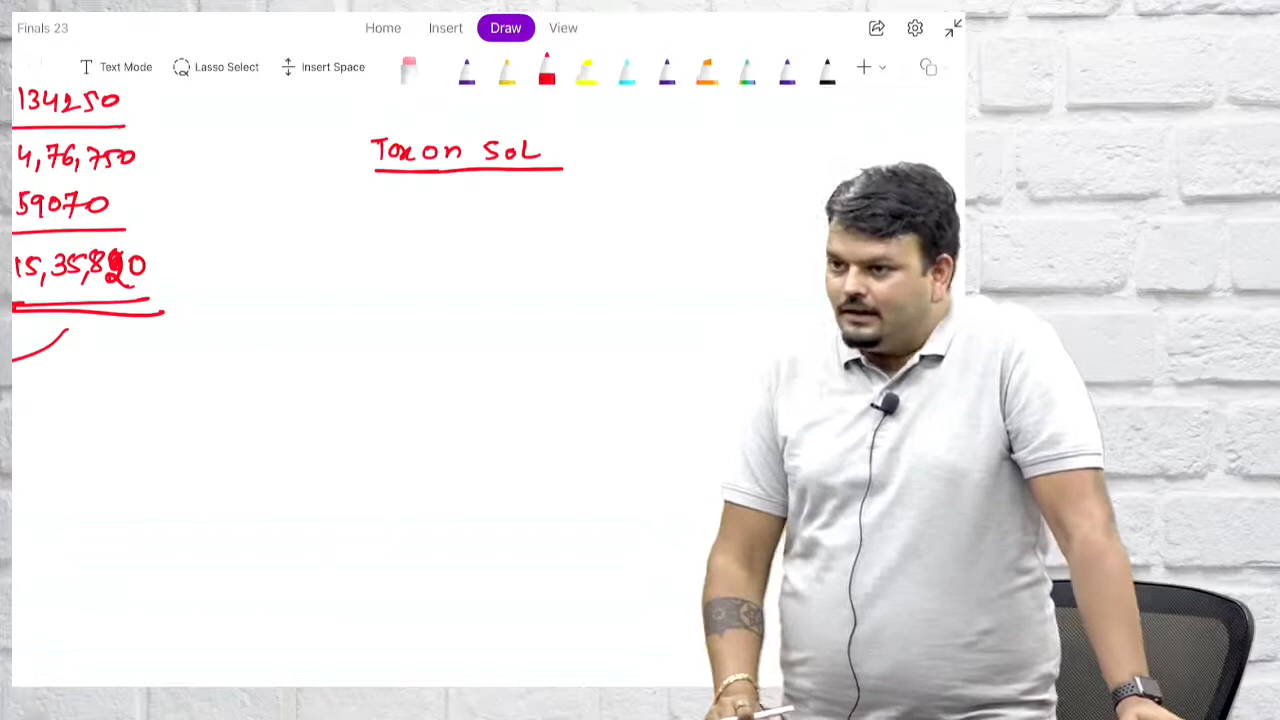 Finals 23
Home Insert Draw View
Text Mode Lasso Select Insert Space
134250
4,76,750
59070
15,35,820
Tax on SoL